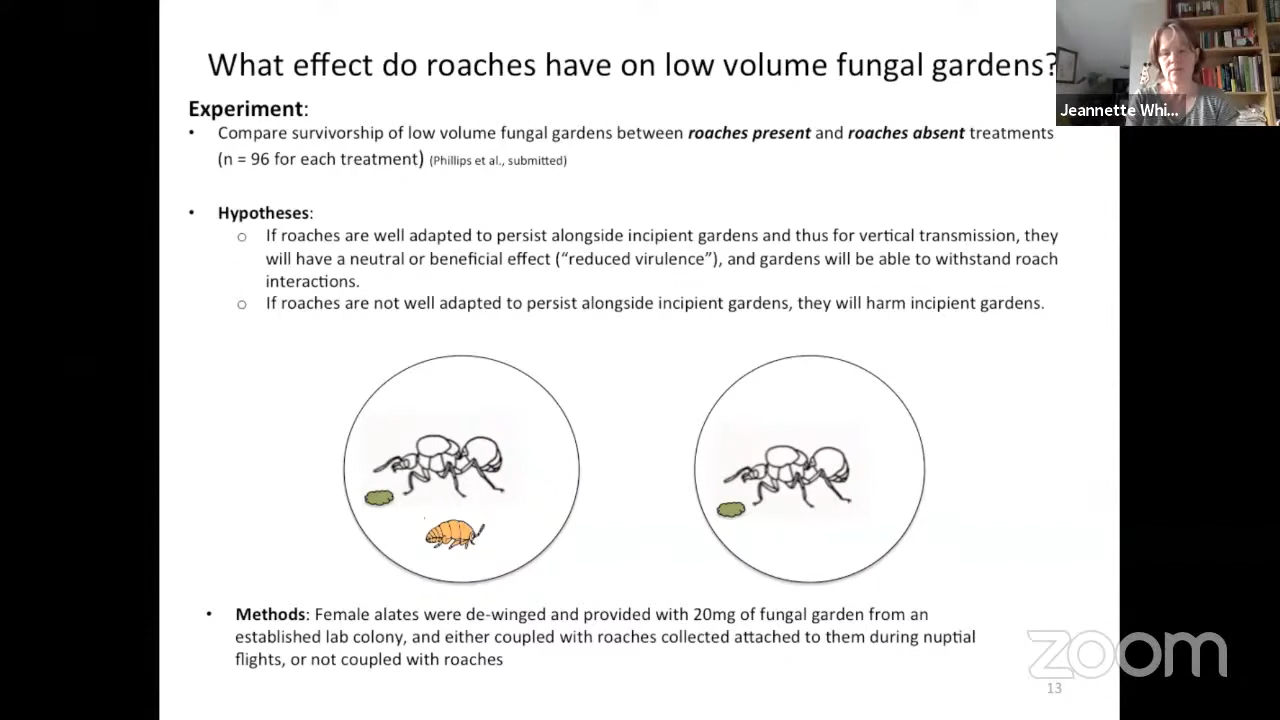 What effect do roaches have on low volume fungal gardens?
Jeannette Whi...
Experiment:
• Compare survivorship of low volume fungal gardens between roaches present and roaches absent treatments
(n = 96 for each treatment) (Phillips et al., submitted)
• Hypotheses:
o If roaches are well adapted to persist alongside incipient gardens and thus for vertical transmission, they
will have a neutral or beneficial effect (“reduced virulence”), and gardens will be able to withstand roach
interactions.
o If roaches are not well adapted to persist alongside incipient gardens, they will harm incipient gardens.
• Methods: Female alates were de-winged and provided with 20mg of fungal garden from an
established lab colony, and either coupled with roaches collected attached to them during nuptial
flights, or not coupled with roaches
zoom
13